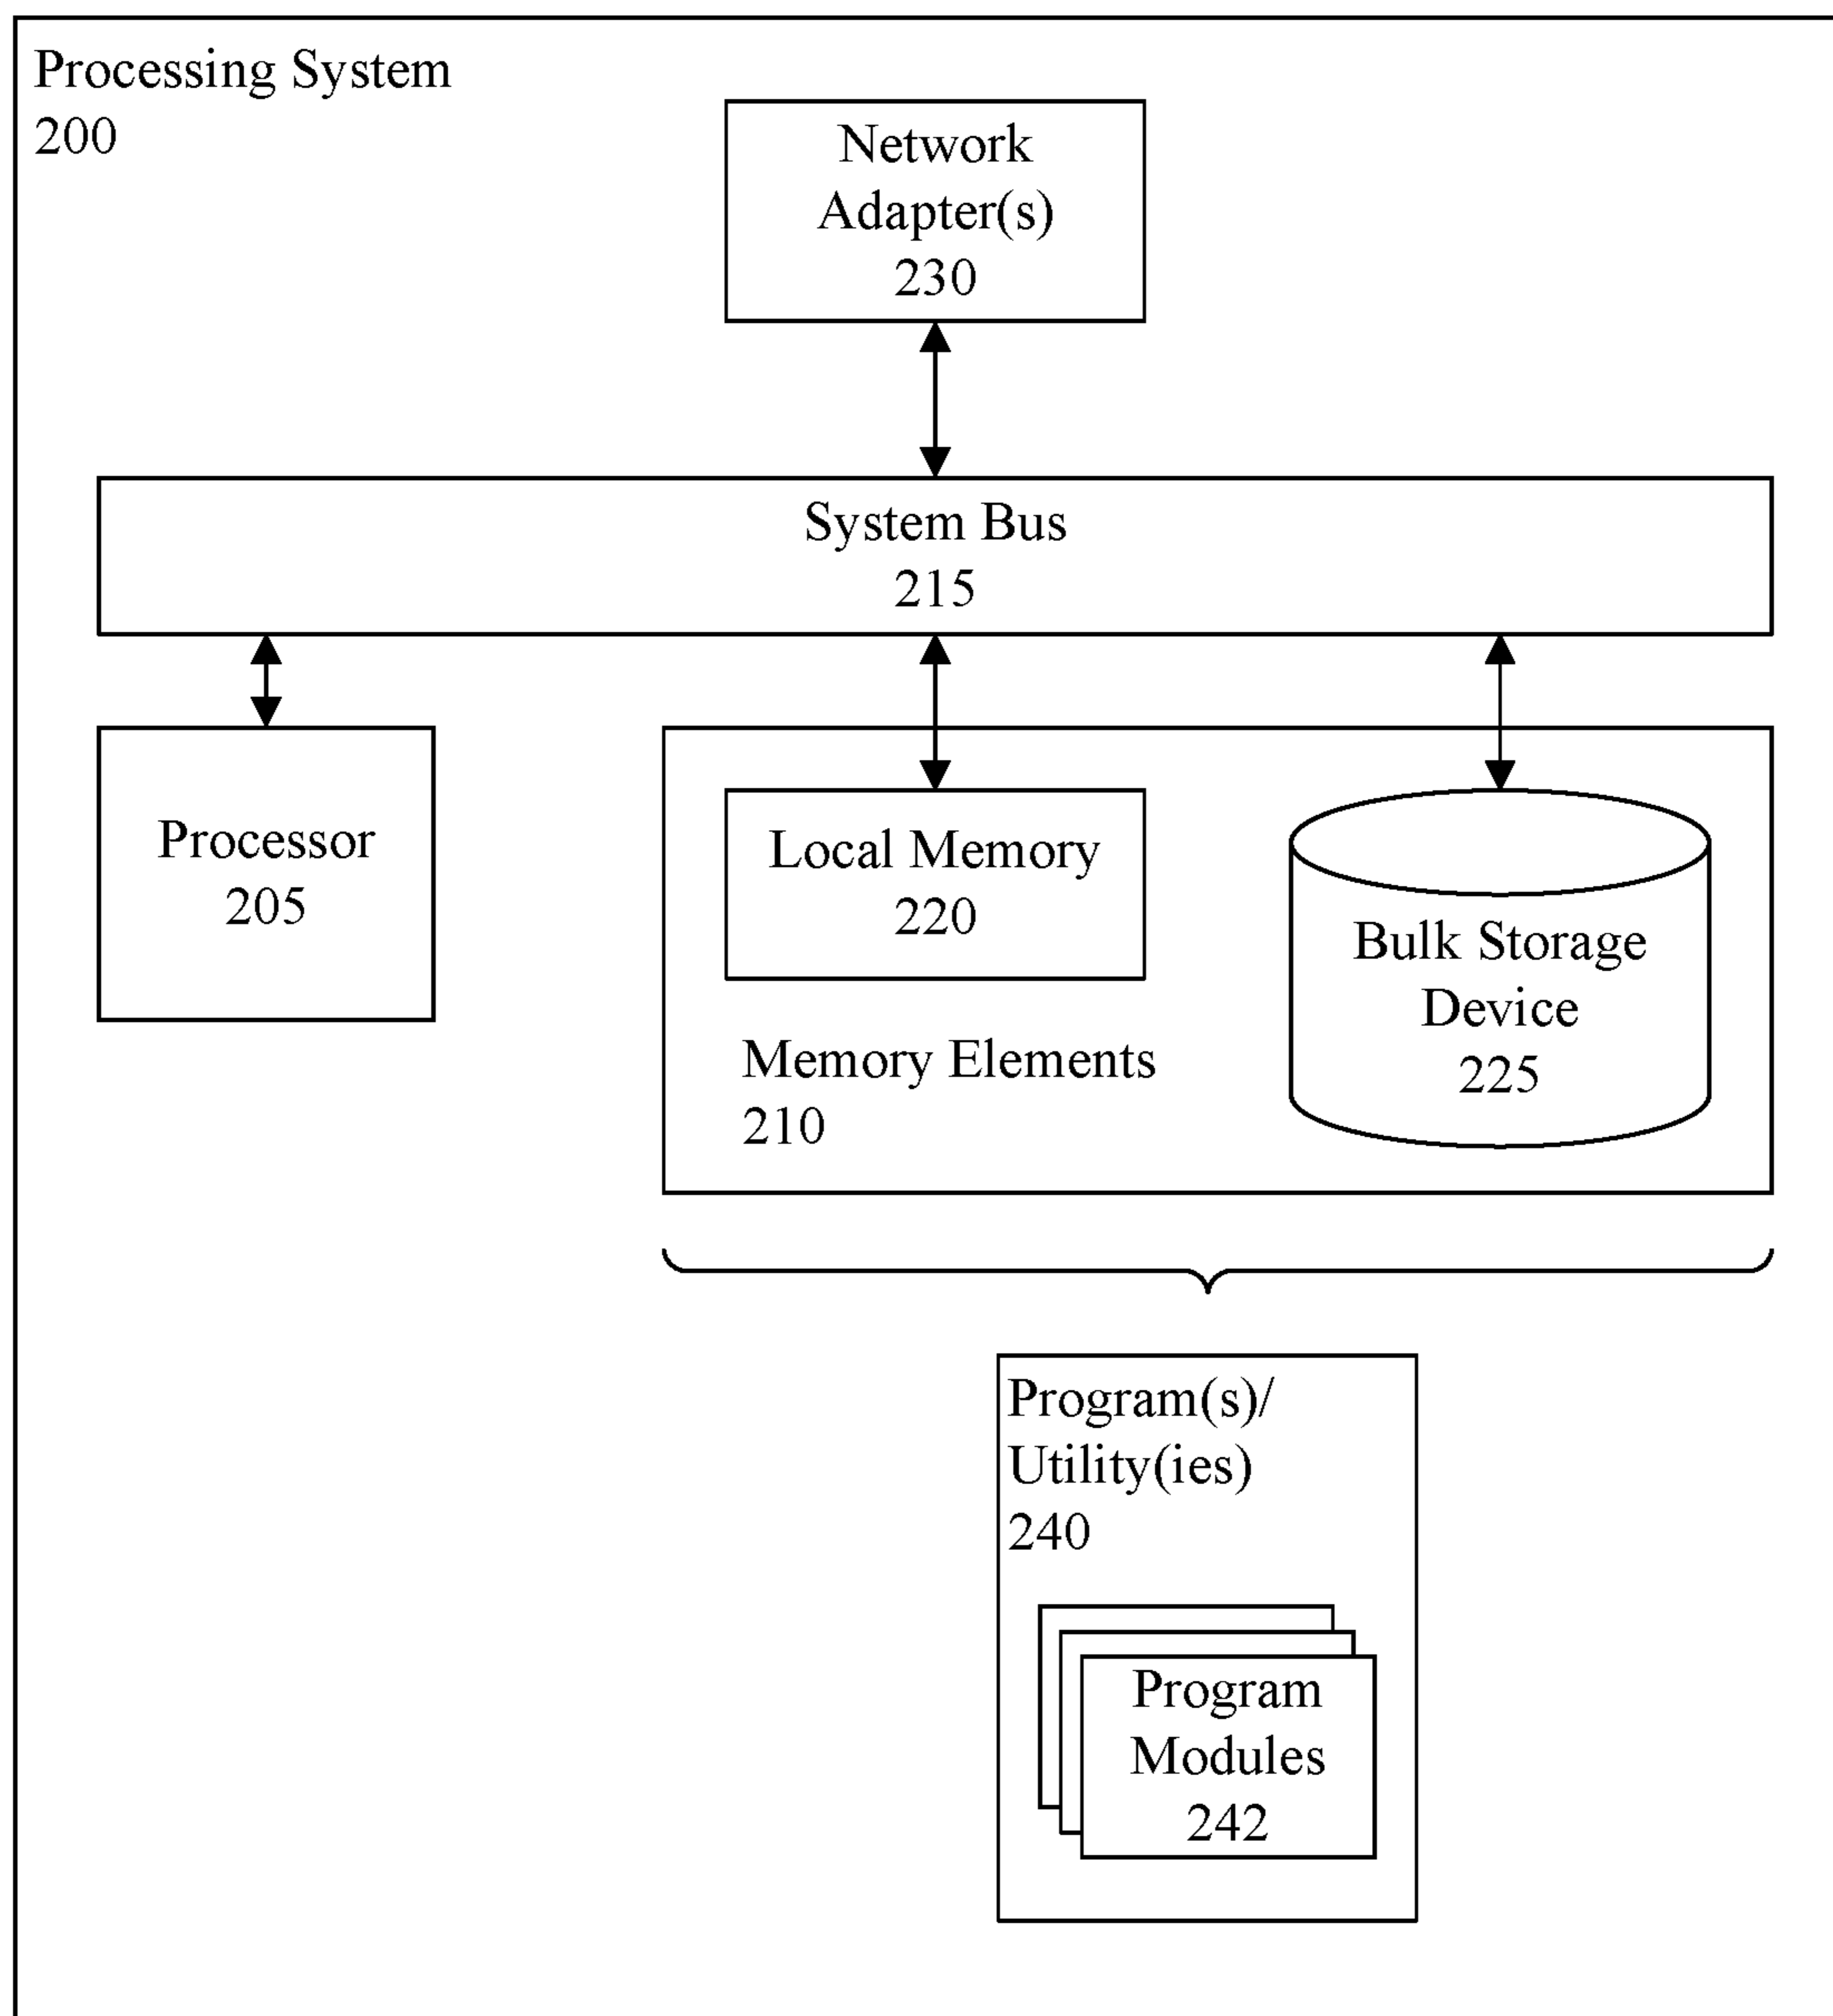 Processing System
200
Network
Adapter(s)
230
System Bus
215
Processor
205
Local Memory
220
Memory Elements
210
Bulk Storage
Device
225
Program(s)/
Utility(ies)
240
Program
Modules
242